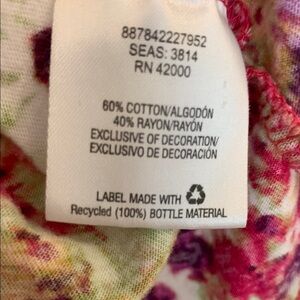 887842227952
SEAS: 3814
RN 42000
60% COTTON/ALGODÓN
40% RAYON/RAYÓN
EXCLUSIVE OF DECORATION/
EXCLUSIVO DE DECORACIÓN
LABEL MADE WITH
Recycled (100%) BOTTLE MATERIAL